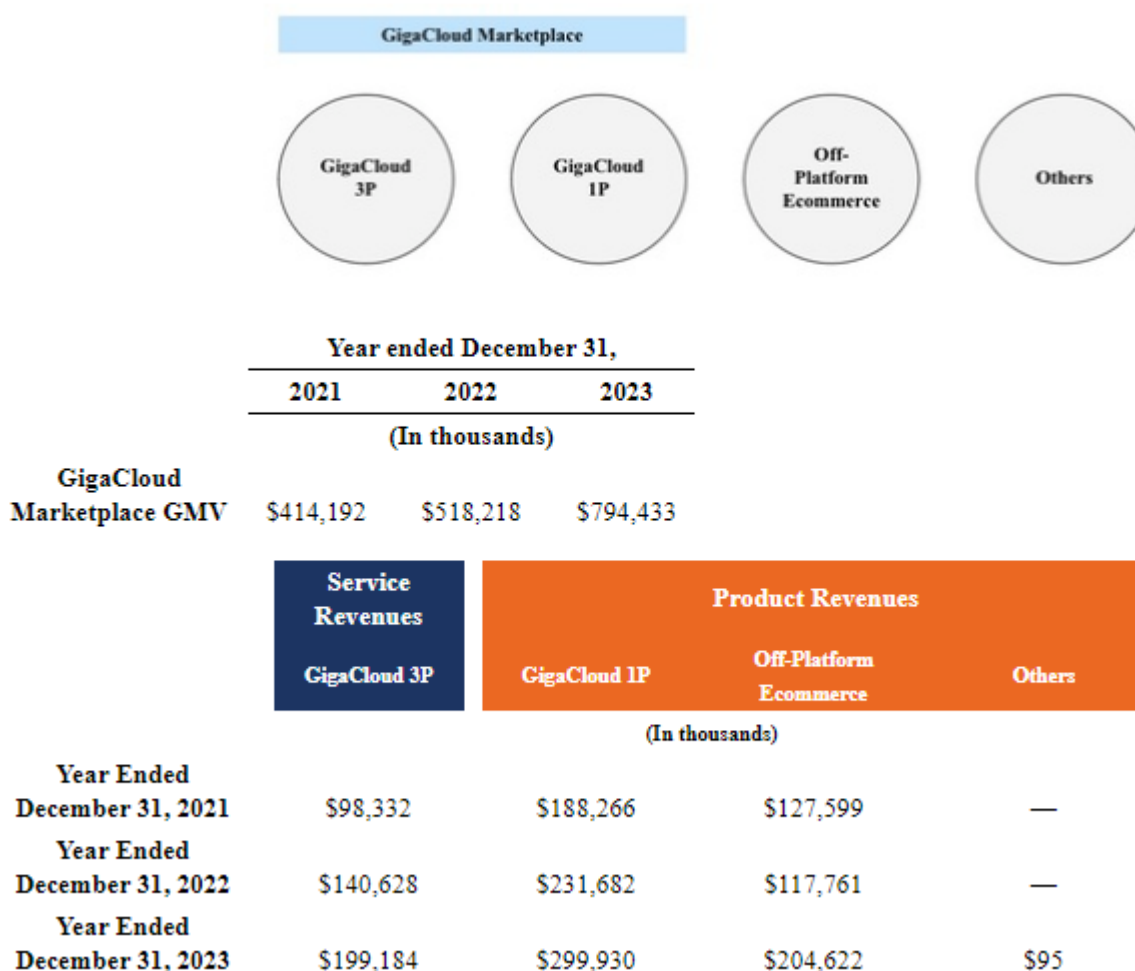 GigaCloud Marketplace
GigaCloud
3P
GigaCloud
1P
Off-
Platform
Ecommerce
Others
Year ended December 31,
2021 2022 2023
(In thousands)
GigaCloud
Marketplace GMV $414,192 $518,218 $794,433
Service
Revenues
Product Revenues
GigaCloud 3P GigaCloud 1P Off-Platform
Ecommerce Others
(In thousands)
Year Ended
December 31, 2021 $98,332 $188,266 $127,599 —
Year Ended
December 31, 2022 $140,628 $231,682 $117,761 —
Year Ended
December 31, 2023 $199,184 $299,930 $204,622 $95